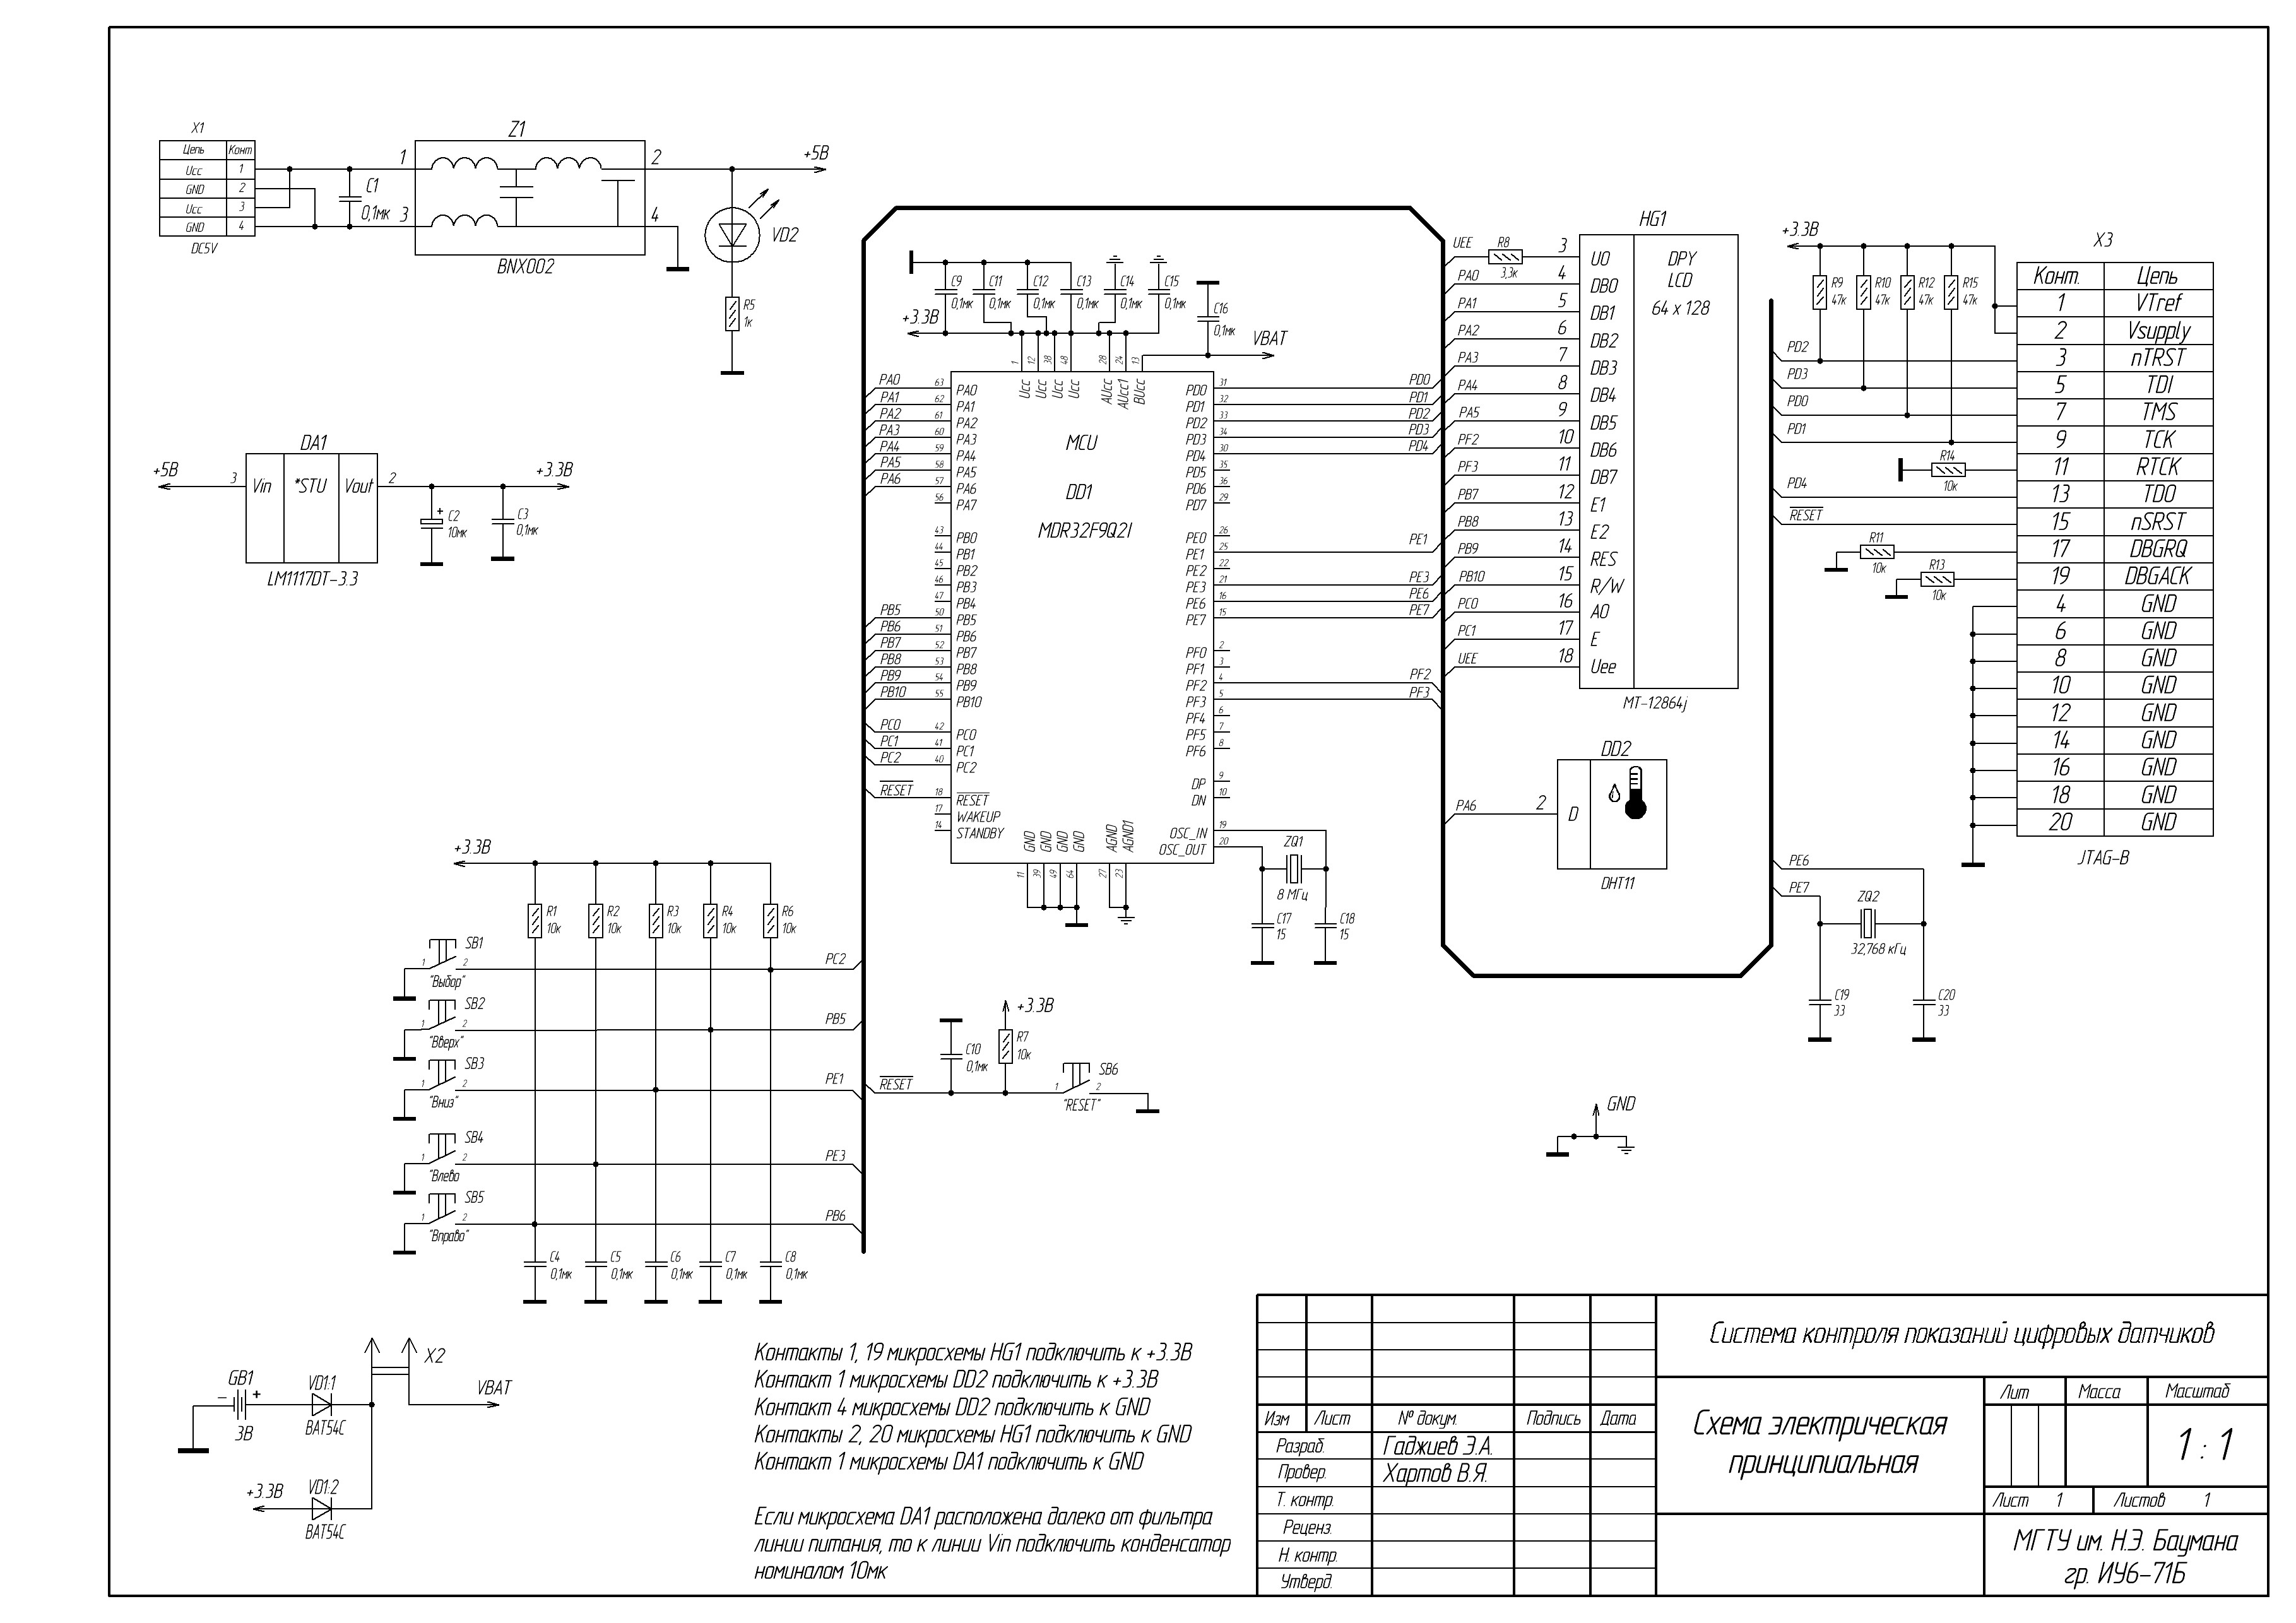 X1
Цепь Конт
Ucc 1
GND 2
Ucc 3
GND 4
DC5V
C1
0,1мк
Z1
1
2
3
4
BNX002
+5В
VD2
R5
1к
DA1
+5В
3
Vin
*STU
Vout
2
+3.3В
LM1117DT-3.3
C2
10мк
C3
0,1мк
C9
0,1мк
C11
0,1мк
C12
0,1мк
C13
0,1мк
C14
0,1мк
C15
0,1мк
C16
0,1мк
+3.3В
VBAT
1 12 38 48 28 24 13
Ucc Ucc Ucc Ucc AUcc AUcc1 BUcc
MCU
DD1
MDR32F9Q2I
PA0 63 PA0
PA1 62 PA1
PA2 61 PA2
PA3 60 PA3
PA4 59 PA4
PA5 58 PA5
PA6 57 PA6
56 PA7
43 PB0
44 PB1
45 PB2
46 PB3
47 PB4
PB5 50 PB5
PB6 51 PB6
PB7 52 PB7
PB8 53 PB8
PB9 54 PB9
PB10 55 PB10
PC0 42 PC0
PC1 41 PC1
PC2 40 PC2
RESET 18 RESET
17 WAKEUP
14 STANDBY
PD0 31 PD0
PD1 32 PD1
PD2 33 PD2
PD3 34 PD3
PD4 30 PD4
PD5 35
PD6 36
PD7 29
PE0 26
PE1 25 PE1
PE2 22
PE3 21 PE3
PE6 16 PE6
PE7 15 PE7
PF0 2
PF1 3
PF2 4 PF2
PF3 5 PF3
PF4 6
PF5 7
PF6 8
DP 9
DN 10
OSC_IN 19
OSC_OUT 20
GND GND GND GND AGND AGND1
11 39 49 64 27 23
ZQ1
8 МГц
C17
15
C18
15
HG1
DPY
LCD
64 x 128
UEE R8 3,3к 3 UO
PA0 4 DB0
PA1 5 DB1
PA2 6 DB2
PA3 7 DB3
PA4 8 DB4
PA5 9 DB5
PF2 10 DB6
PF3 11 DB7
PB7 12 E1
PB8 13 E2
PB9 14 RES
PB10 15 R/W
PC0 16 AO
PC1 17 E
UEE 18 Uee
MT-12864j
DD2
PA6 2 D
DHT11
+3.3В
R9
47к
R10
47к
R12
47к
R15
47к
PD2
PD3
PD0
PD1
R14
10к
PD4
RESET
R11
10к
R13
10к
X3
Конт. Цепь
1 VTref
2 Vsupply
3 nTRST
5 TDI
7 TMS
9 TCK
11 RTCK
13 TDO
15 nSRST
17 DBGRQ
19 DBGACK
4 GND
6 GND
8 GND
10 GND
12 GND
14 GND
16 GND
18 GND
20 GND
JTAG-B
PE6
PE7
ZQ2
32,768 кГц
C19
33
C20
33
+3.3В
R1
10к
R2
10к
R3
10к
R4
10к
R6
10к
SB1
1 2
"Выбор"
PC2
SB2
1 2
"Вверх"
PB5
SB3
1 2
"Вниз"
PE1
SB4
1 2
"Влево
PE3
SB5
1 2
"Вправо"
PB6
C4
0,1мк
C5
0,1мк
C6
0,1мк
C7
0,1мк
C8
0,1мк
+3.3В
C10
0,1мк
R7
10к
RESET
SB6
1 2
"RESET"
GND
GB1
− +
3В
VD1:1
BAT54C
X2
VBAT
+3.3В
VD1:2
BAT54C
Контакты 1, 19 микросхемы HG1 подключить к +3.3В
Контакт 1 микросхемы DD2 подключить к +3.3В
Контакт 4 микросхемы DD2 подключить к GND
Контакты 2, 20 микросхемы HG1 подключить к GND
Контакт 1 микросхемы DA1 подключить к GND
Если микросхема DA1 расположена далеко от фильтра
линии питания, то к линии Vin подключить конденсатор
номиналом 10мк
Система контроля показаний цифровых датчиков
Изм Лист № докум. Подпись Дата
Разраб. Гаджиев Э.А.
Провер. Хартов В.Я.
Т. контр.
Реценз.
Н. контр.
Утверд.
Схема электрическая
принципиальная
Лит Масса Масштаб
1 : 1
Лист 1 Листов 1
МГТУ им. Н.Э. Баумана
гр. ИУ6-71Б